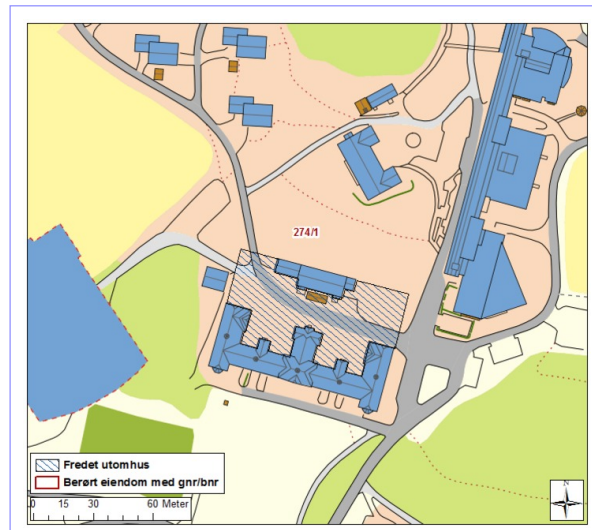 274/1
Fredet utomhus
Berørt eiendom med gnr/bnr
0 15 30 60 Meter
N